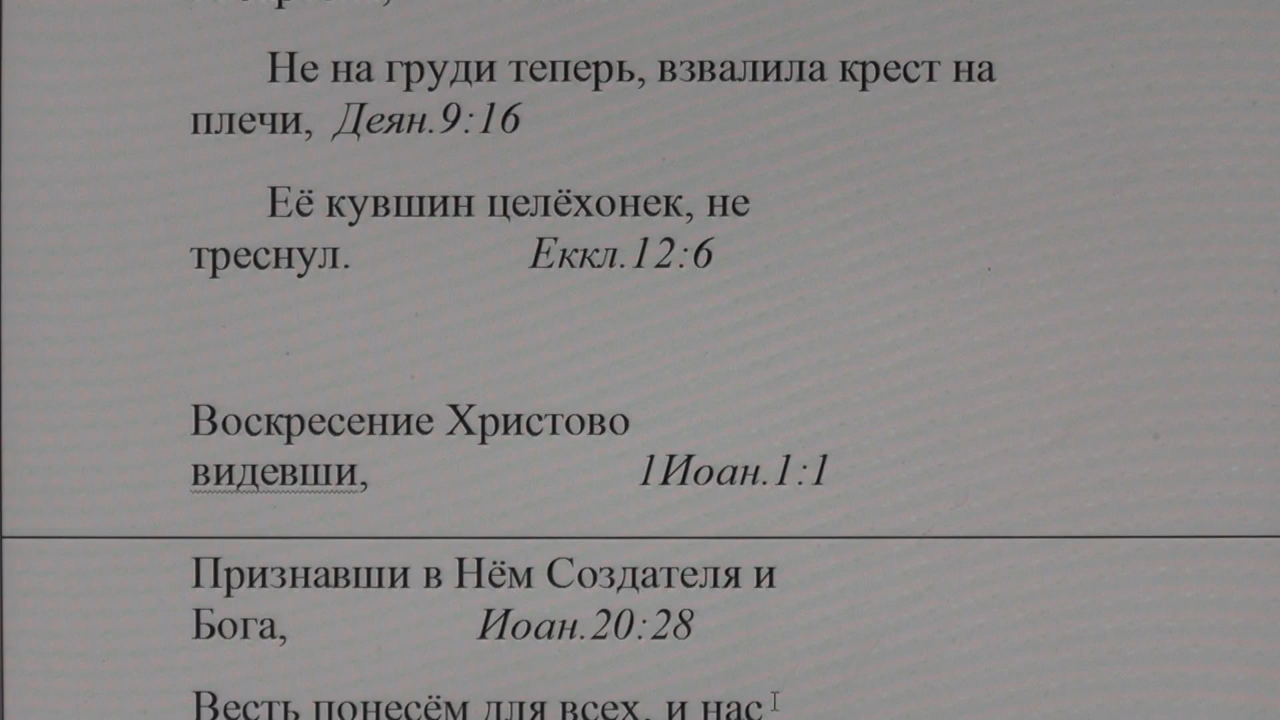 Не на груди теперь, взвалила крест на
плечи, Деян.9:16
Её кувшин целёхонек, не
треснул. Еккл.12:6
Воскресение Христово
видевши, 1Иоан.1:1
Признавши в Нём Создателя и
Бога, Иоан.20:28
Весть понесём для всех, и нас